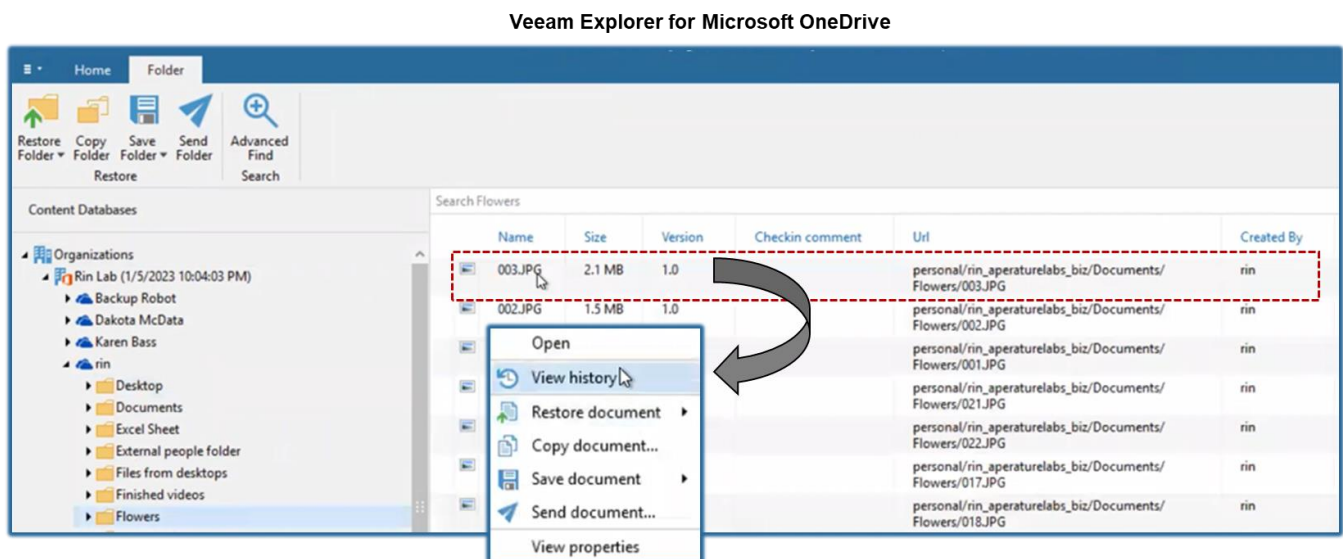 Veeam Explorer for Microsoft OneDrive
Home Folder
Restore Folder Copy Folder Save Folder Send Folder Advanced Find
Restore Search
Content Databases
Search Flowers
Name Size Version Checkin comment Url Created By
Organizations
Rin Lab (1/5/2023 10:04:03 PM)
Backup Robot
Dakota McData
Karen Bass
rin
Desktop
Documents
Excel Sheet
External people folder
Files from desktops
Finished videos
Flowers
003.JPG 2.1 MB 1.0 personal/rin_aperaturelabs_biz/Documents/ rin
Flowers/003.JPG
002.JPG 1.5 MB 1.0 personal/rin_aperaturelabs_biz/Documents/ rin
Flowers/002.JPG
personal/rin_aperaturelabs_biz/Documents/ rin
Flowers/001.JPG
personal/rin_aperaturelabs_biz/Documents/ rin
Flowers/021.JPG
personal/rin_aperaturelabs_biz/Documents/ rin
Flowers/022.JPG
personal/rin_aperaturelabs_biz/Documents/ rin
Flowers/017.JPG
personal/rin_aperaturelabs_biz/Documents/ rin
Flowers/018.JPG
Open
View history
Restore document
Copy document...
Save document
Send document...
View properties